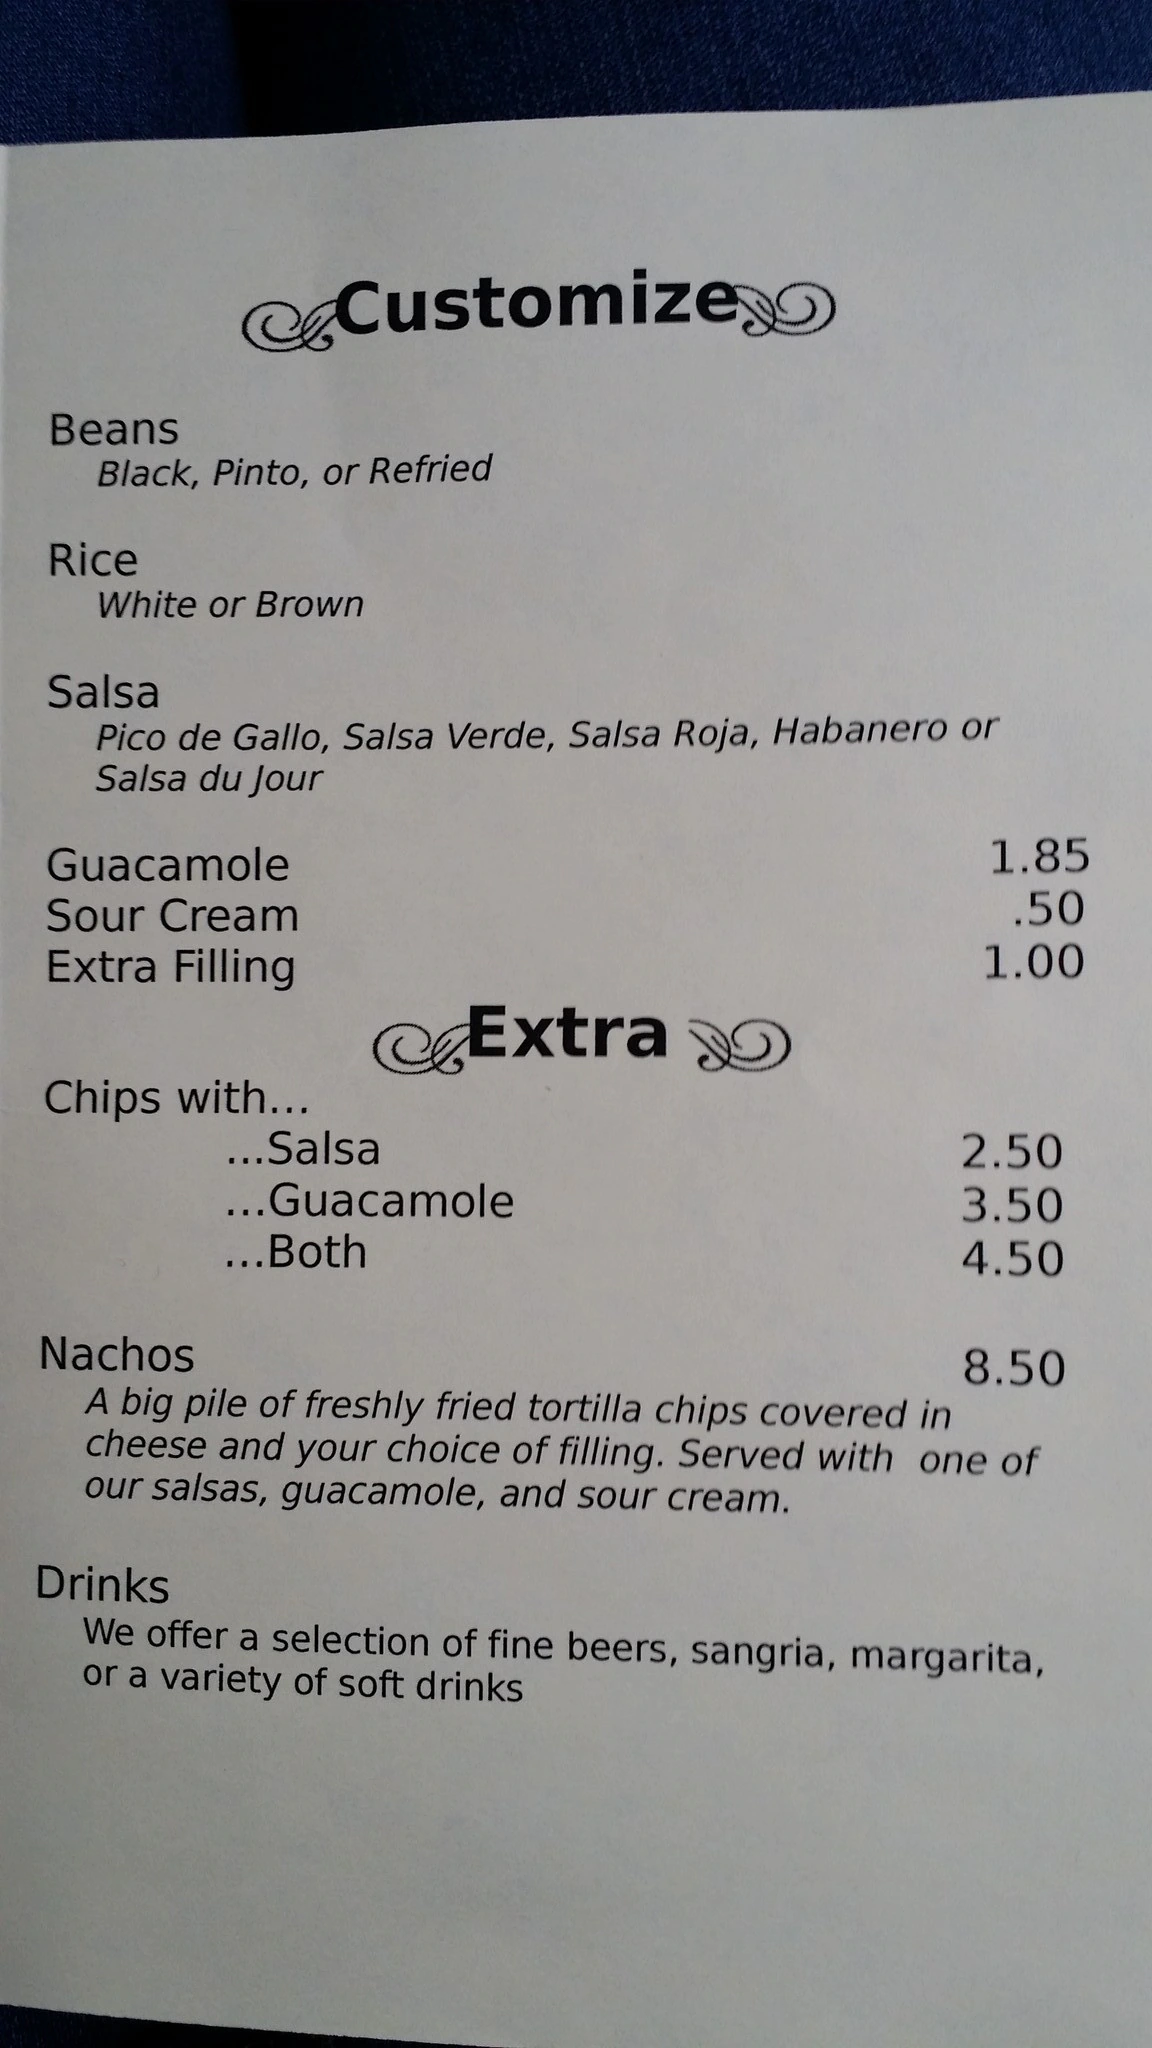 Customize
Beans
Black, Pinto, or Refried
Rice
White or Brown
Salsa
Pico de Gallo, Salsa Verde, Salsa Roja, Habanero or
Salsa du Jour
Guacamole 1.85
Sour Cream .50
Extra Filling 1.00
Extra
Chips with...
...Salsa 2.50
...Guacamole 3.50
...Both 4.50
Nachos 8.50
A big pile of freshly fried tortilla chips covered in
cheese and your choice of filling. Served with one of
our salsas, guacamole, and sour cream.
Drinks
We offer a selection of fine beers, sangria, margarita,
or a variety of soft drinks